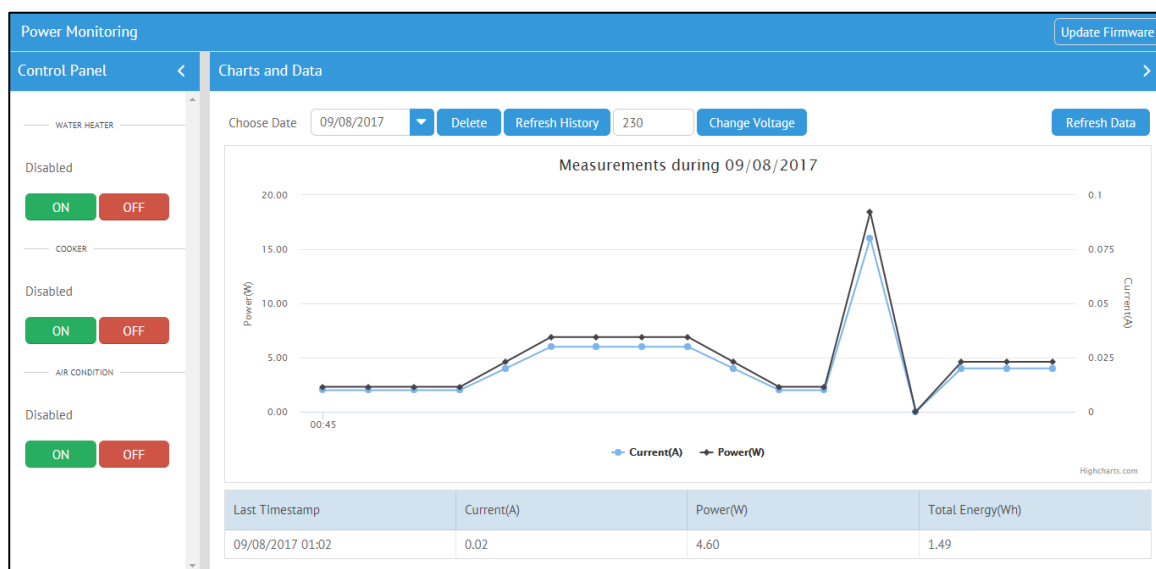 Power Monitoring
Update Firmware
Control Panel
Charts and Data
WATER HEATER
Disabled
ON OFF
COOKER
Disabled
ON OFF
AIR CONDITION
Disabled
ON OFF
Choose Date 09/08/2017 Delete Refresh History 230 Change Voltage Refresh Data
Measurements during 09/08/2017
Power(W)
20.00
15.00
10.00
5.00
0.00
00:45
0.1
0.075
0.05
0.025
0
Current(A)
Current(A) Power(W)
Highcharts.com
Last Timestamp Current(A) Power(W) Total Energy(Wh)
09/08/2017 01:02 0.02 4.60 1.49